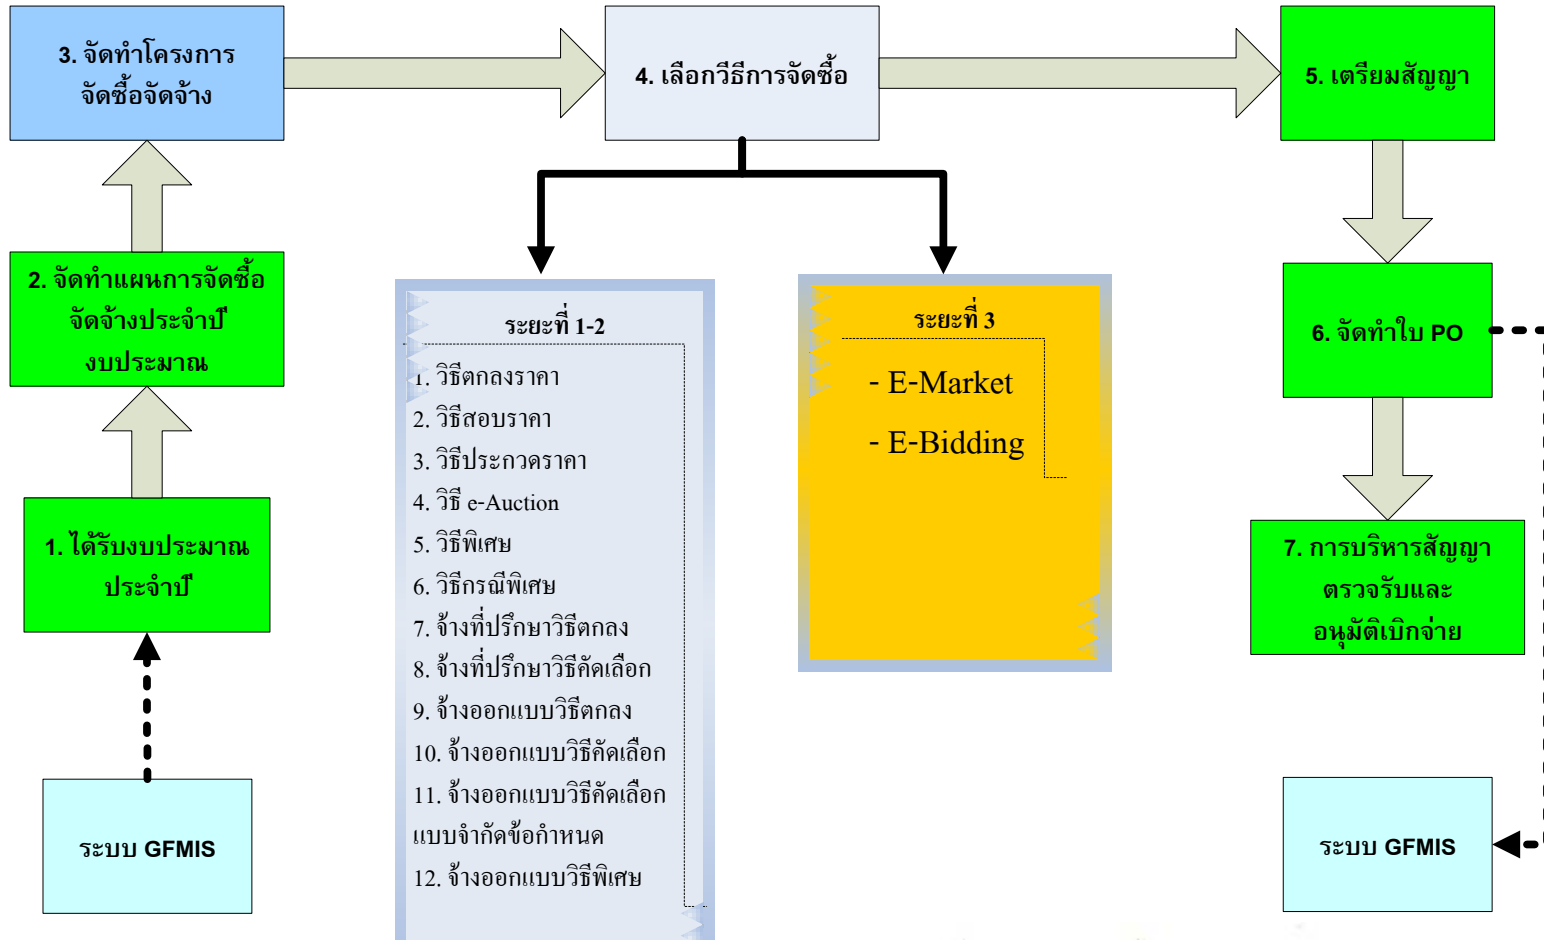 3. จัดทำโครงการ
จัดซื้อจัดจ้าง
4. เลือกวีธีการจัดซื้อ
5. เตรียมสัญญา
2. จัดทำแผนการจัดซื้อ
จัดจ้างประจำปี
งบประมาณ
1. ได้รับงบประมาณ
ประจำปี
ระบบ GFMIS
ระยะที่ 1-2
1. วิธีตกลงราคา
2. วิธีสอบราคา
3. วิธีประกวดราคา
4. วิธี e-Auction
5. วิธีพิเศษ
6. วิธีกรณีพิเศษ
7. จ้างที่ปรึกษาวิธีตกลง
8. จ้างที่ปรึกษาวิธีคัดเลือก
9. จ้างออกแบบวิธีตกลง
10. จ้างออกแบบวิธีคัดเลือก
11. จ้างออกแบบวิธีคัดเลือก
แบบจำกัดข้อกำหนด
12. จ้างออกแบบวิธีพิเศษ
ระยะที่ 3
- E-Market
- E-Bidding
6. จัดทำใบ PO
7. การบริหารสัญญา
ตรวจรับและ
อนุมัติเบิกจ่าย
ระบบ GFMIS